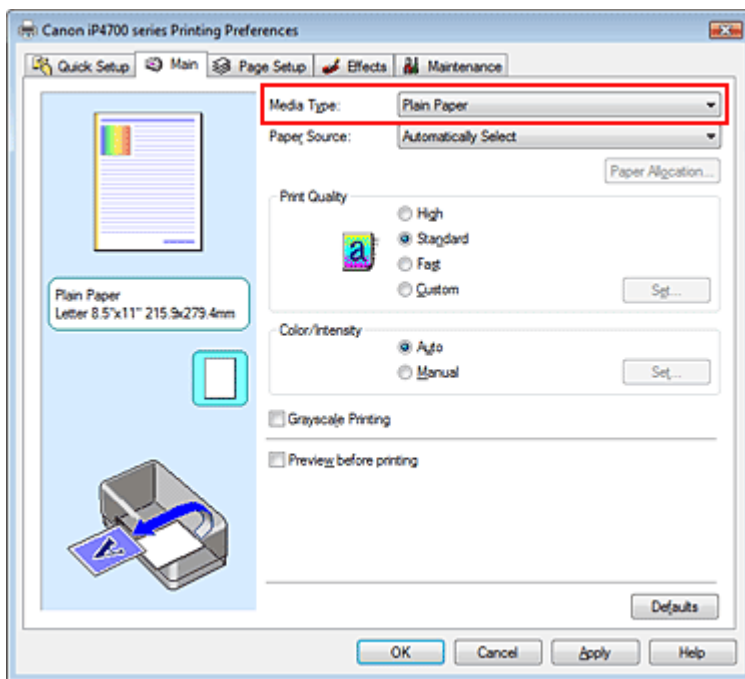 Canon iP4700 series Printing Preferences
Quick Setup Main Page Setup Effects Maintenance
Media Type: Plain Paper
Paper Source: Automatically Select
Paper Allocation...
Print Quality
High
a Standard
Fast
Custom Set...
Plain Paper
Letter 8.5"x11" 215.9x279.4mm
Color/Intensity
Auto
Manual Set...
Grayscale Printing
Preview before printing
Defaults
OK Cancel Apply Help